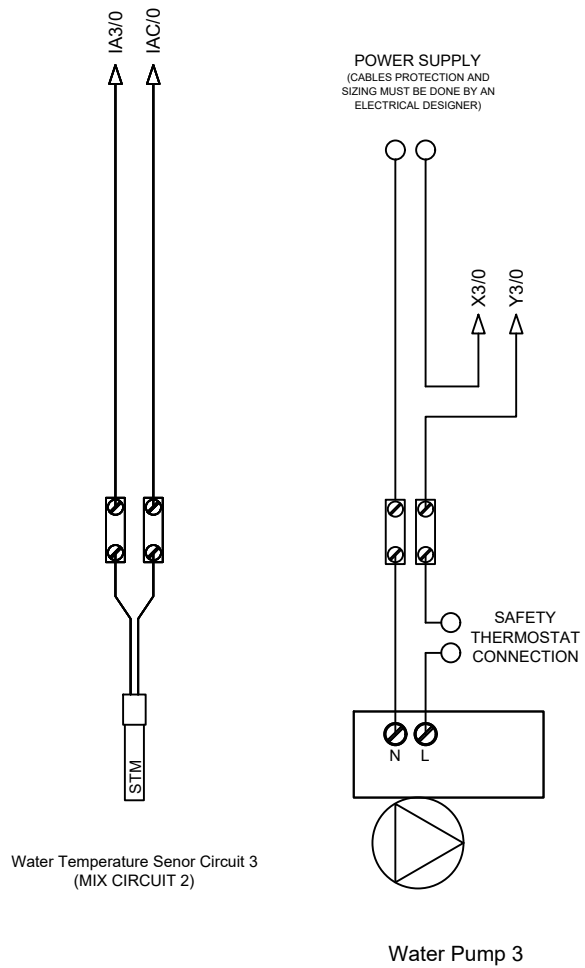 IA3/0
IAC/0
STM
Water Temperature Senor Circuit 3
(MIX CIRCUIT 2)
POWER SUPPLY
(CABLES PROTECTION AND
SIZING MUST BE DONE BY AN
ELECTRICAL DESIGNER)
X3/0
Y3/0
SAFETY
THERMOSTAT
CONNECTION
N L
Water Pump 3